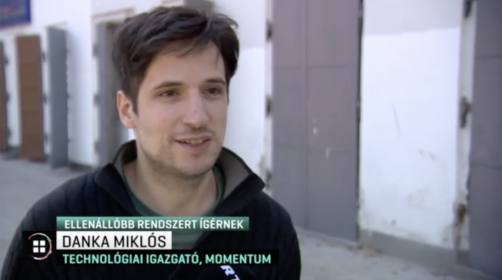 ELLENÁLLÓBB RENDSZERT ÍGÉRNEK
DANKA MIKLÓS
TECHNOLÓGIAI IGAZGATÓ, MOMENTUM